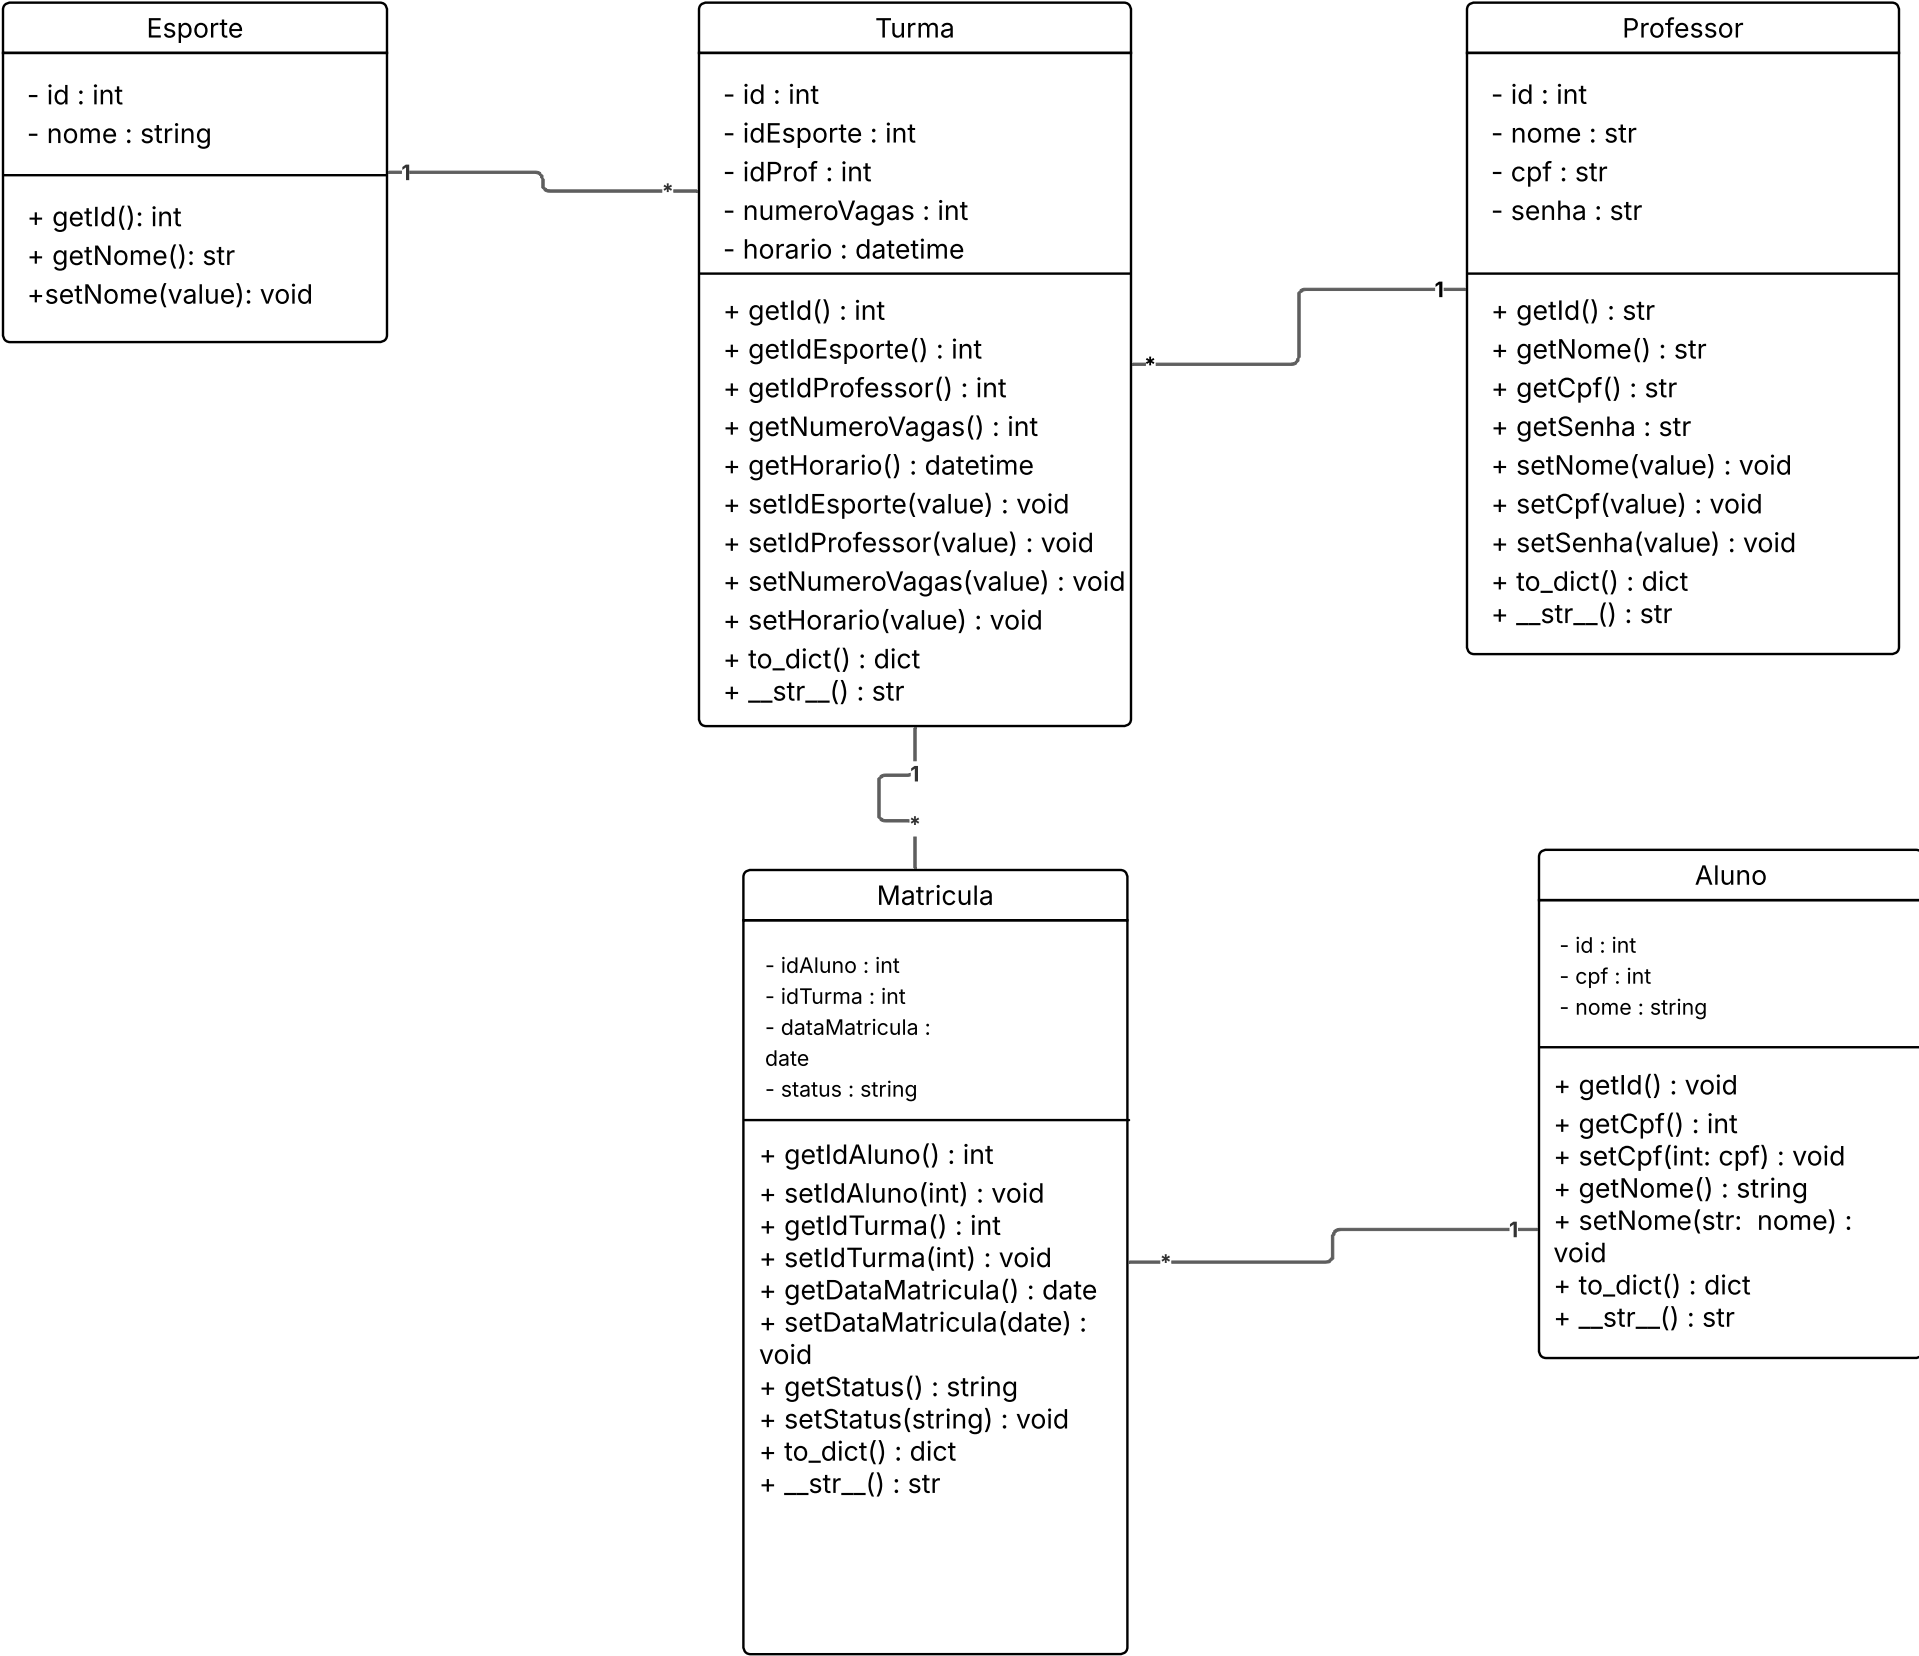 Esporte
- id : int
- nome : string
+ getId(): int
+ getNome(): str
+setNome(value): void
1
*
Turma
- id : int
- idEsporte : int
- idProf : int
- numeroVagas : int
- horario : datetime
+ getId() : int
+ getIdEsporte() : int
+ getIdProfessor() : int
+ getNumeroVagas() : int
+ getHorario() : datetime
+ setIdEsporte(value) : void
+ setIdProfessor(value) : void
+ setNumeroVagas(value) : void
+ setHorario(value) : void
+ to_dict() : dict
+ __str__() : str
*
1
Professor
- id : int
- nome : str
- cpf : str
- senha : str
+ getId() : str
+ getNome() : str
+ getCpf() : str
+ getSenha : str
+ setNome(value) : void
+ setCpf(value) : void
+ setSenha(value) : void
+ to_dict() : dict
+ __str__() : str
1
*
Matricula
- idAluno : int
- idTurma : int
- dataMatricula :
date
- status : string
+ getIdAluno() : int
+ setIdAluno(int) : void
+ getIdTurma() : int
+ setIdTurma(int) : void
+ getDataMatricula() : date
+ setDataMatricula(date) :
void
+ getStatus() : string
+ setStatus(string) : void
+ to_dict() : dict
+ __str__() : str
*
1
Aluno
- id : int
- cpf : int
- nome : string
+ getId() : void
+ getCpf() : int
+ setCpf(int: cpf) : void
+ getNome() : string
+ setNome(str:  nome) :
void
+ to_dict() : dict
+ __str__() : str